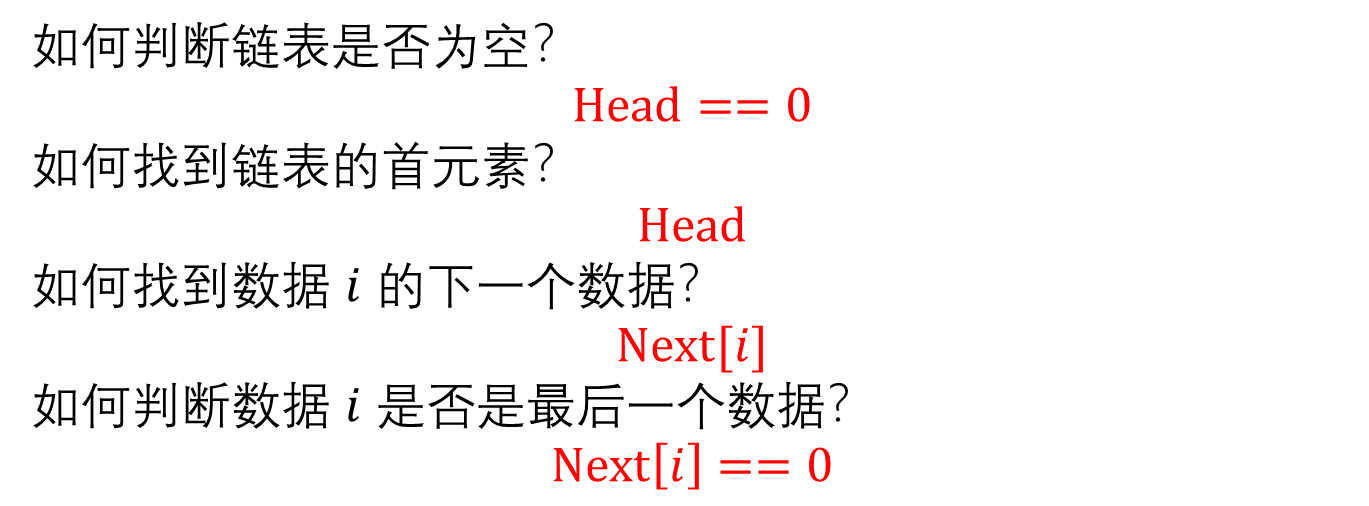 如何判断链表是否为空?
Head == 0
如何找到链表的首元素?
Head
如何找到数据 i 的下一个数据?
Next[i]
如何判断数据 i 是否是最后一个数据?
Next[i] == 0